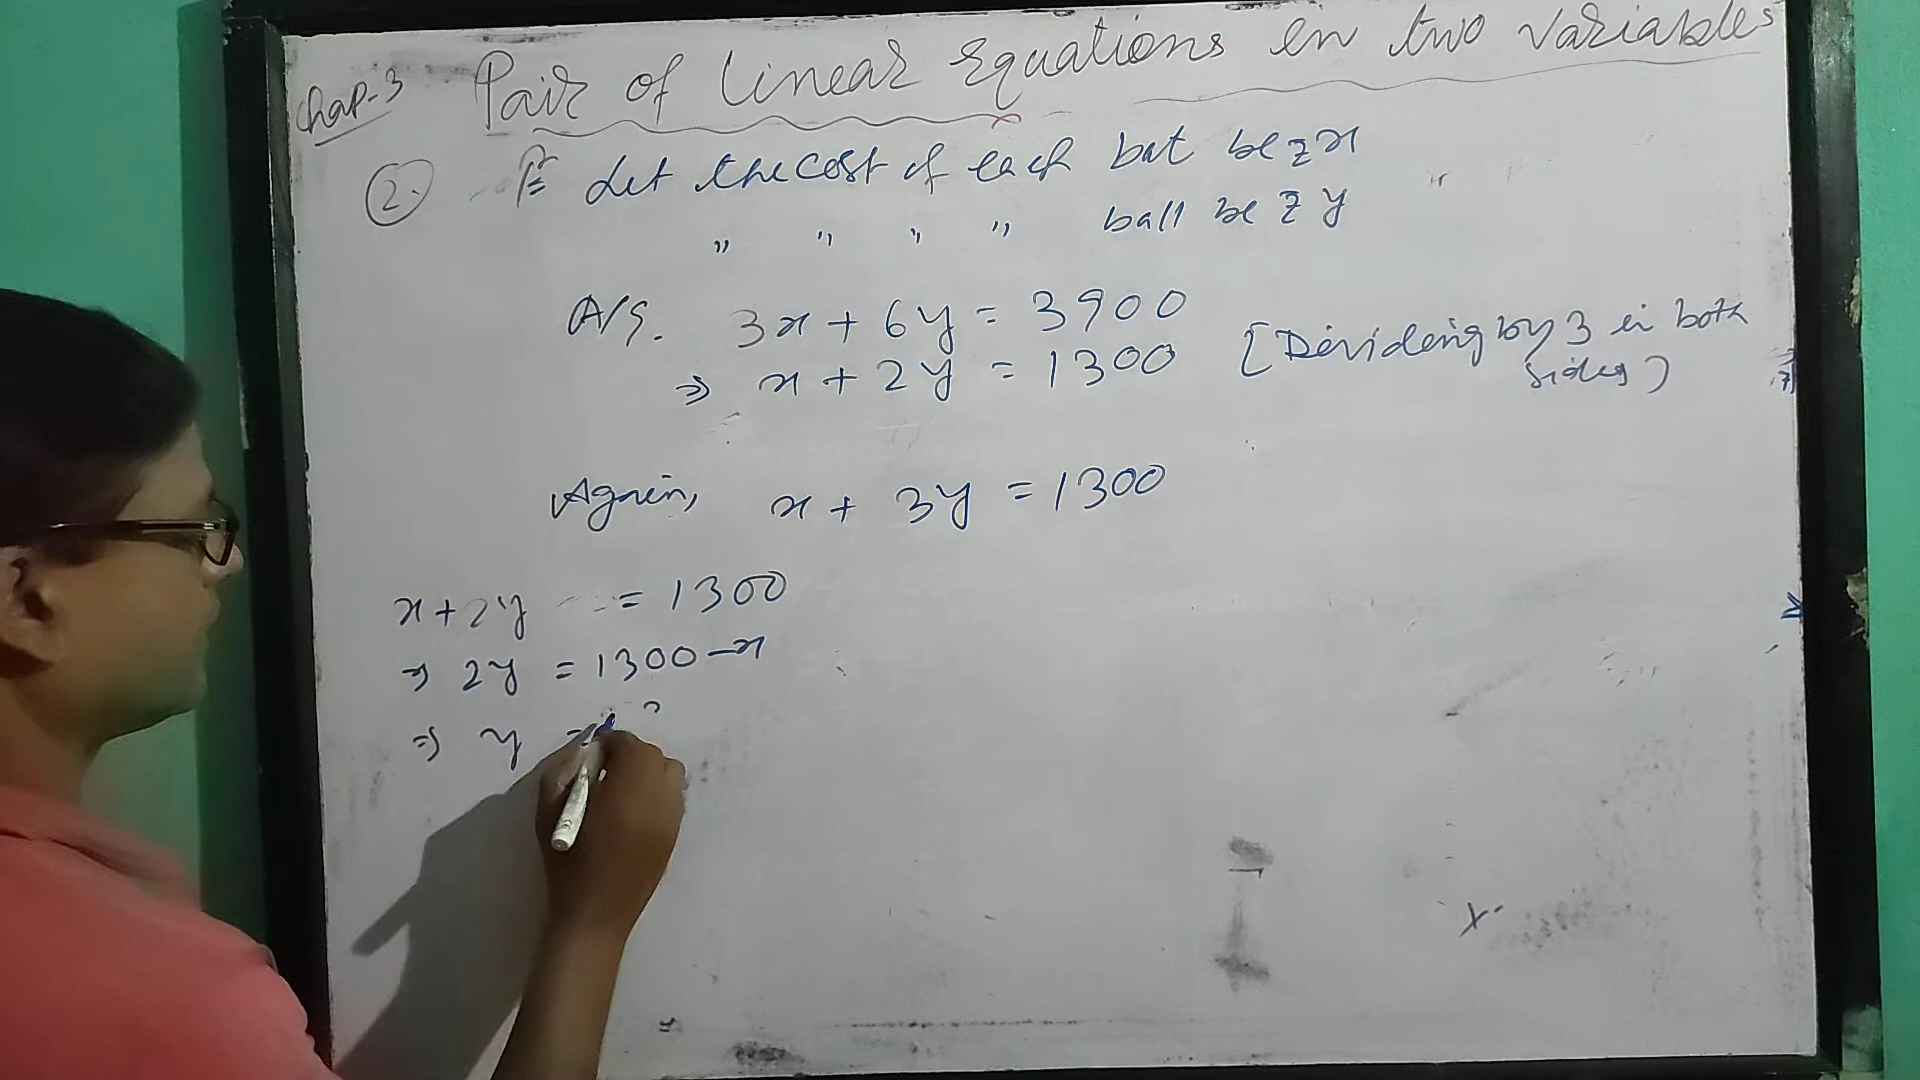 Chap-3 Pair of linear Equations in two variables
2. Let the cost of each bat be ₹ x
" " " " ball be ₹ y
A/S. 3x + 6y = 3900
⇒ x + 2y = 1300 [Dividing by 3 in both sides]
Again, x + 3y = 1300
x + 2y = 1300
⇒ 2y = 1300 - x
⇒ y =